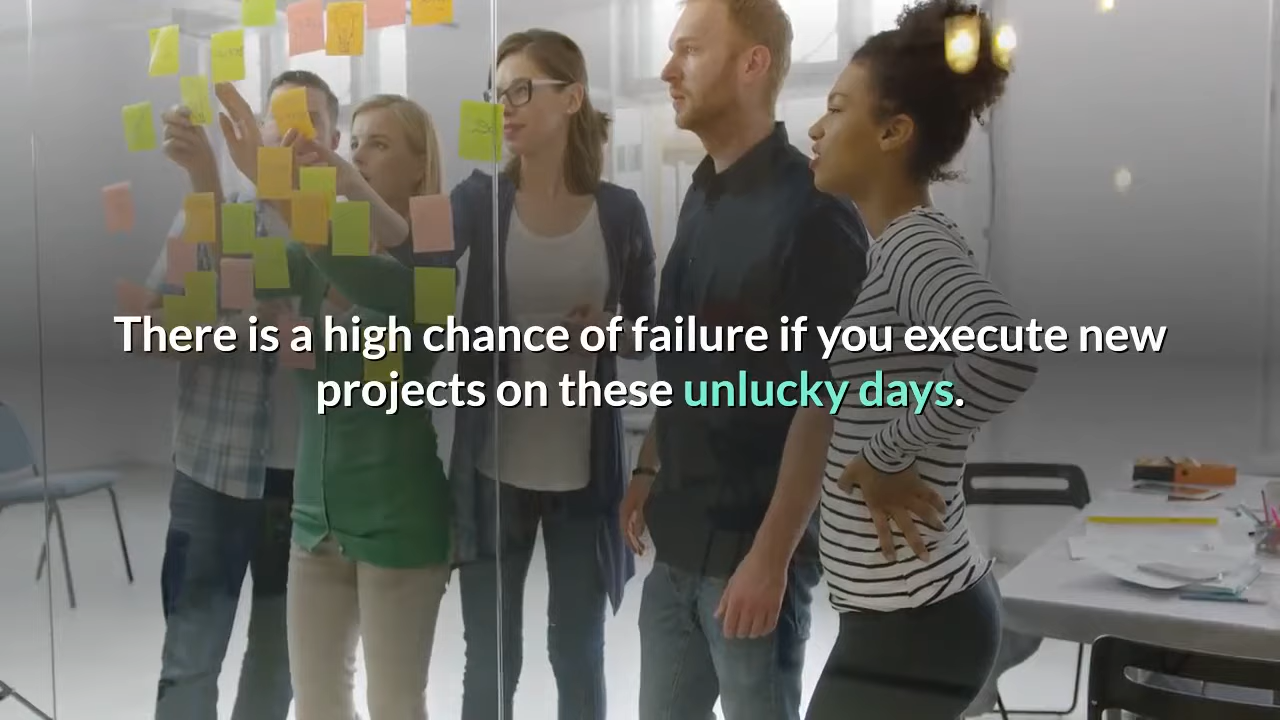 There is a high chance of failure if you execute new
projects on these unlucky days.